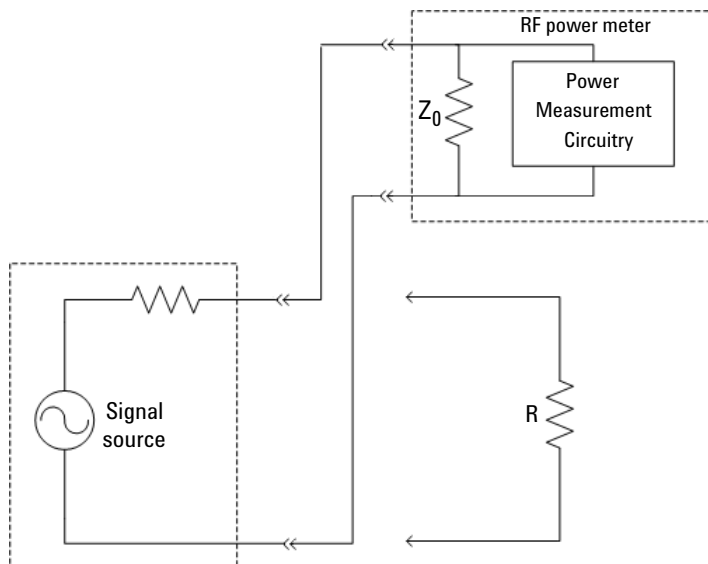 RF power meter
Z0
Power
Measurement
Circuitry
Signal
source
R